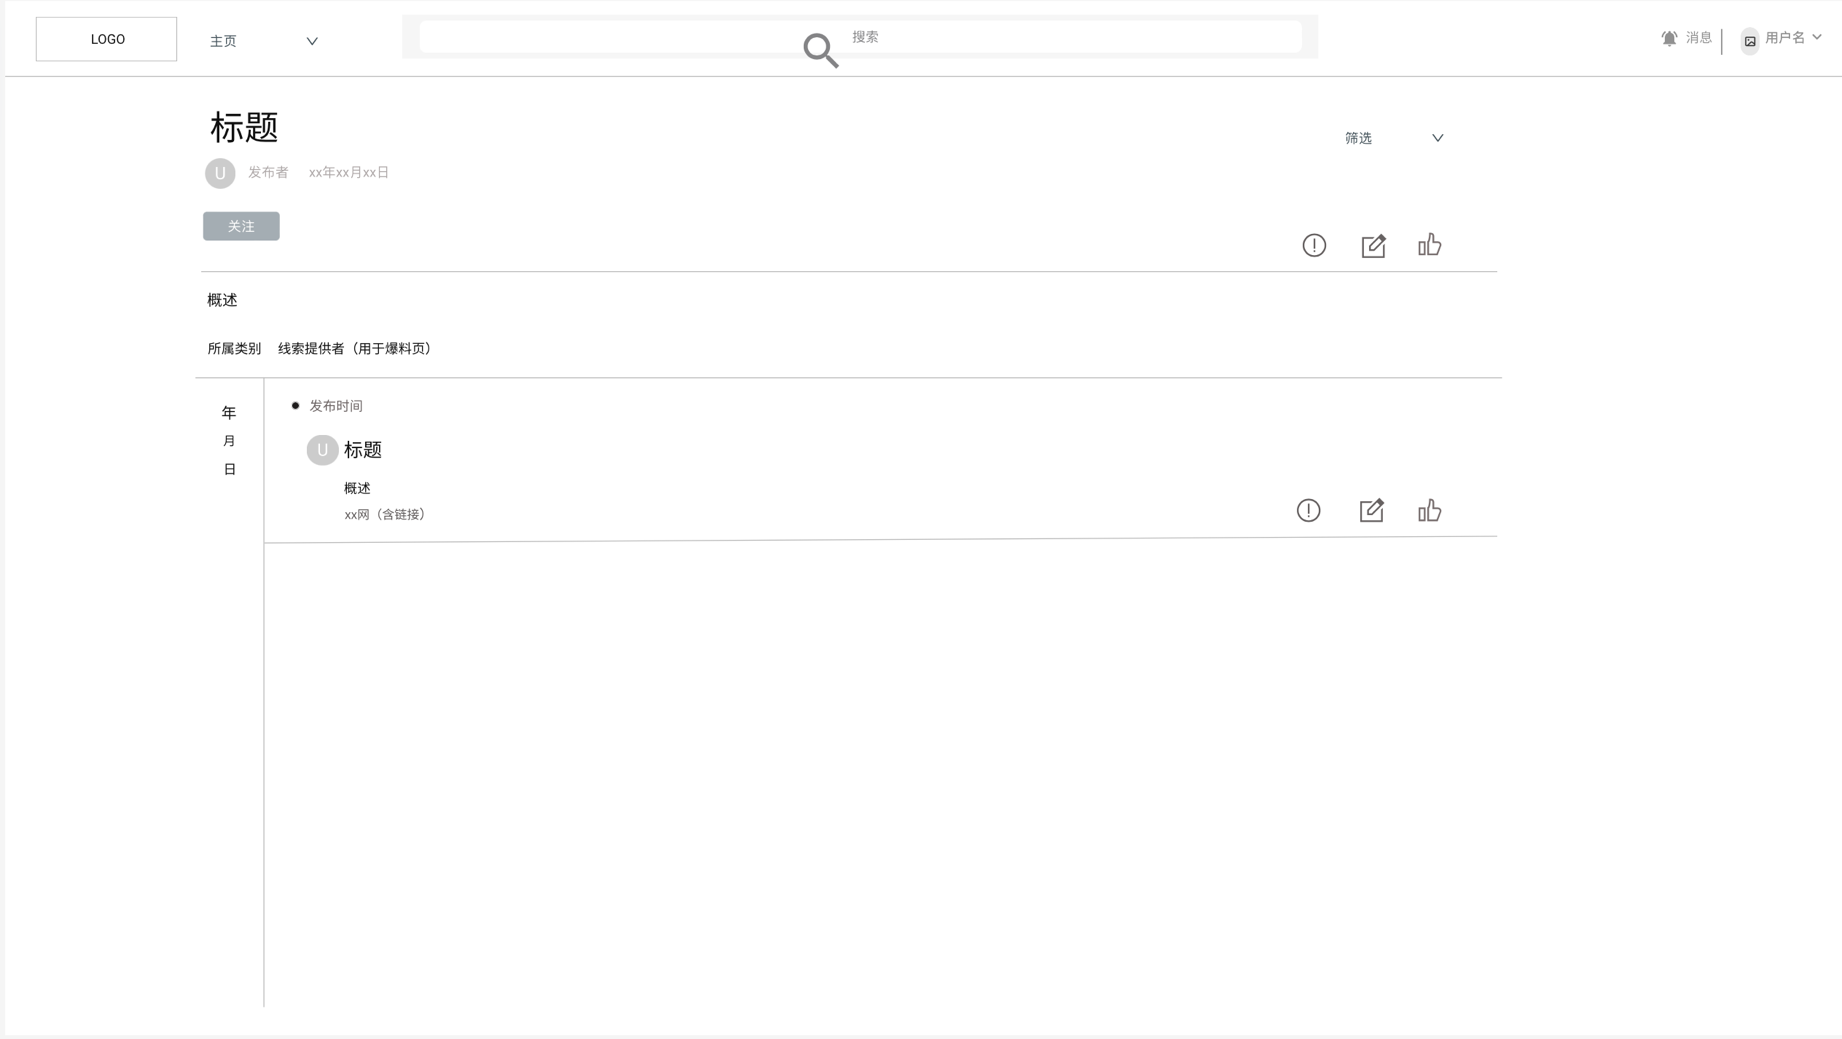 LOGO
主页
搜索
消息
用户名
标题
筛选
U
发布者
xx年xx月xx日
关注
概述
所属类别
线索提供者（用于爆料页）
年
月
日
发布时间
U
标题
概述
xx网（含链接）